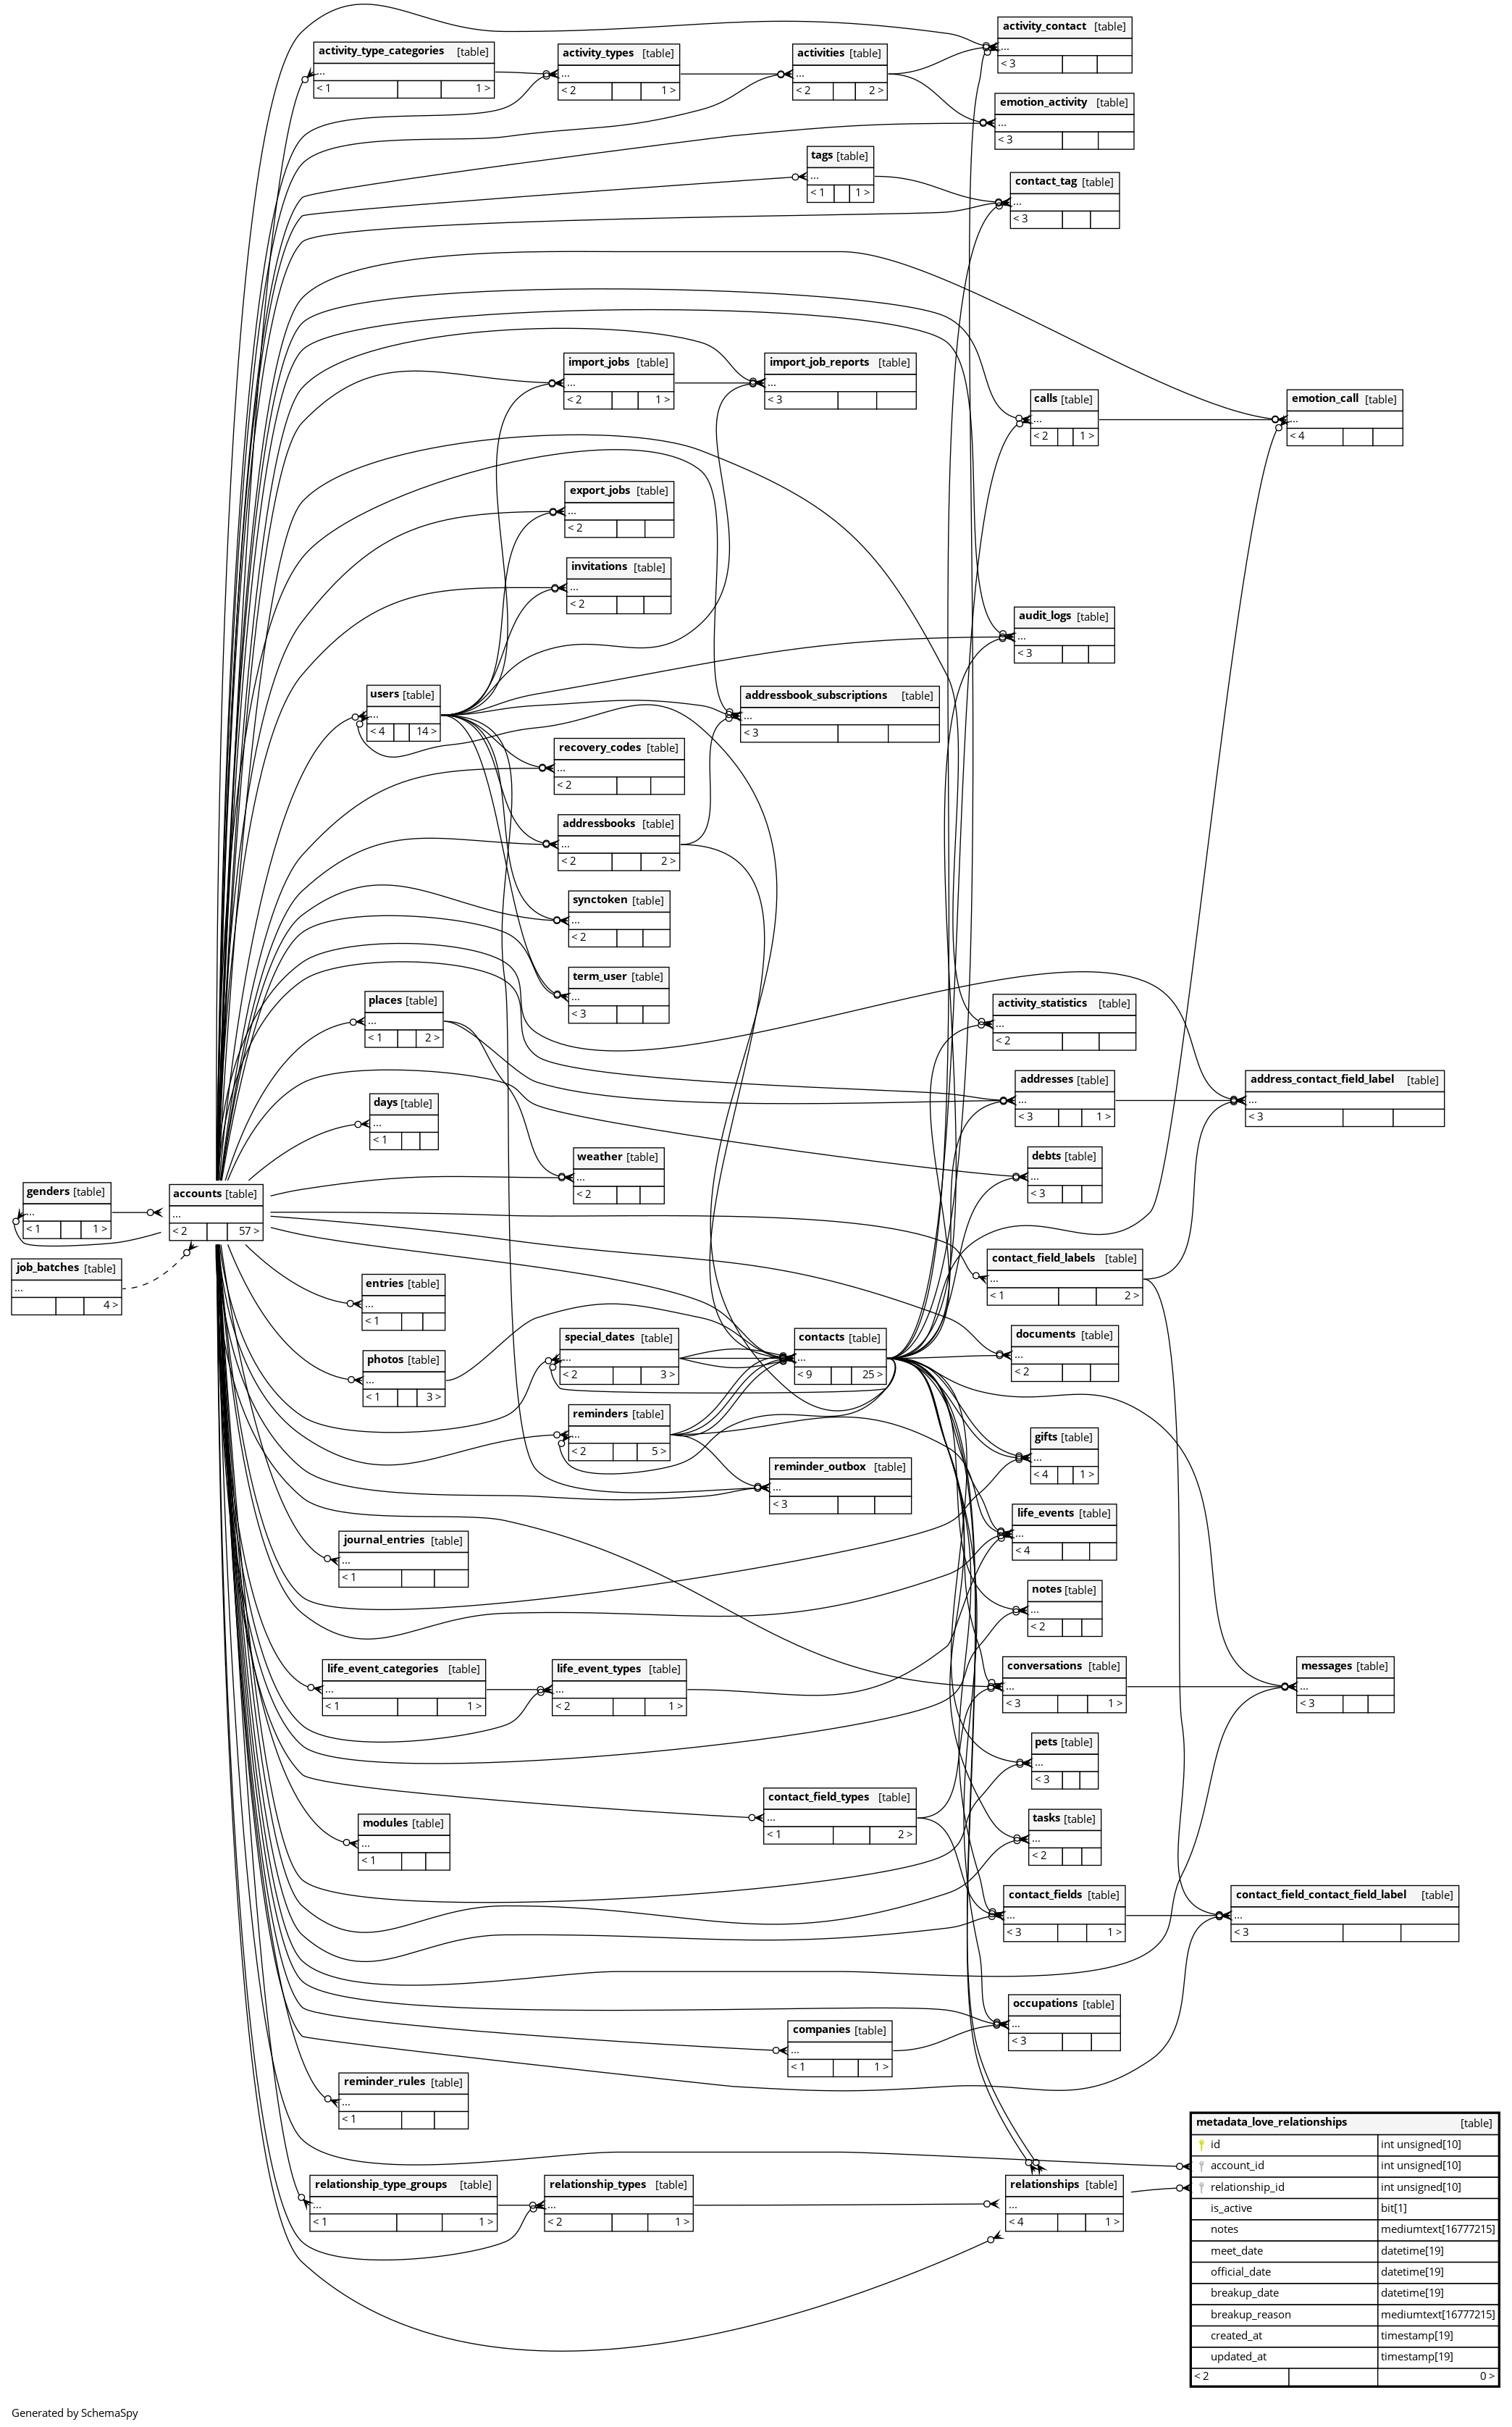 activity_contact [table]
...
< 3
activity_type_categories [table]
...
< 1 1 >
activity_types [table]
...
< 2 1 >
activities [table]
...
< 2 2 >
emotion_activity [table]
...
< 3
tags [table]
...
< 1 1 >
contact_tag [table]
...
< 3
import_jobs [table]
...
< 2 1 >
import_job_reports [table]
...
< 3
calls [table]
...
< 2 1 >
emotion_call [table]
...
< 4
export_jobs [table]
...
< 2
invitations [table]
...
< 2
audit_logs [table]
...
< 3
users [table]
...
< 4 14 >
addressbook_subscriptions [table]
...
< 3
recovery_codes [table]
...
< 2
addressbooks [table]
...
< 2 2 >
synctoken [table]
...
< 2
term_user [table]
...
< 3
places [table]
...
< 1 2 >
activity_statistics [table]
...
< 2
addresses [table]
...
< 3 1 >
address_contact_field_label [table]
...
< 3
days [table]
...
< 1
weather [table]
...
< 2
debts [table]
...
< 3
genders [table]
...
< 1 1 >
accounts [table]
...
< 2 57 >
job_batches [table]
...
4 >
contact_field_labels [table]
...
< 1 2 >
entries [table]
...
< 1
photos [table]
...
< 1 3 >
special_dates [table]
...
< 2 3 >
contacts [table]
...
< 9 25 >
documents [table]
...
< 2
reminders [table]
...
< 2 5 >
gifts [table]
...
< 4 1 >
reminder_outbox [table]
...
< 3
life_events [table]
...
< 4
journal_entries [table]
...
< 1
notes [table]
...
< 2
life_event_categories [table]
...
< 1 1 >
life_event_types [table]
...
< 2 1 >
conversations [table]
...
< 3 1 >
messages [table]
...
< 3
pets [table]
...
< 3
contact_field_types [table]
...
< 1 2 >
modules [table]
...
< 1
tasks [table]
...
< 2
contact_fields [table]
...
< 3 1 >
contact_field_contact_field_label [table]
...
< 3
occupations [table]
...
< 3
companies [table]
...
< 1 1 >
reminder_rules [table]
...
< 1
relationship_type_groups [table]
...
< 1 1 >
relationship_types [table]
...
< 2 1 >
relationships [table]
...
< 4 1 >
metadata_love_relationships [table]
id int unsigned[10]
account_id int unsigned[10]
relationship_id int unsigned[10]
is_active bit[1]
notes mediumtext[16777215]
meet_date datetime[19]
official_date datetime[19]
breakup_date datetime[19]
breakup_reason mediumtext[16777215]
created_at timestamp[19]
updated_at timestamp[19]
< 2 0 >
Generated by SchemaSpy